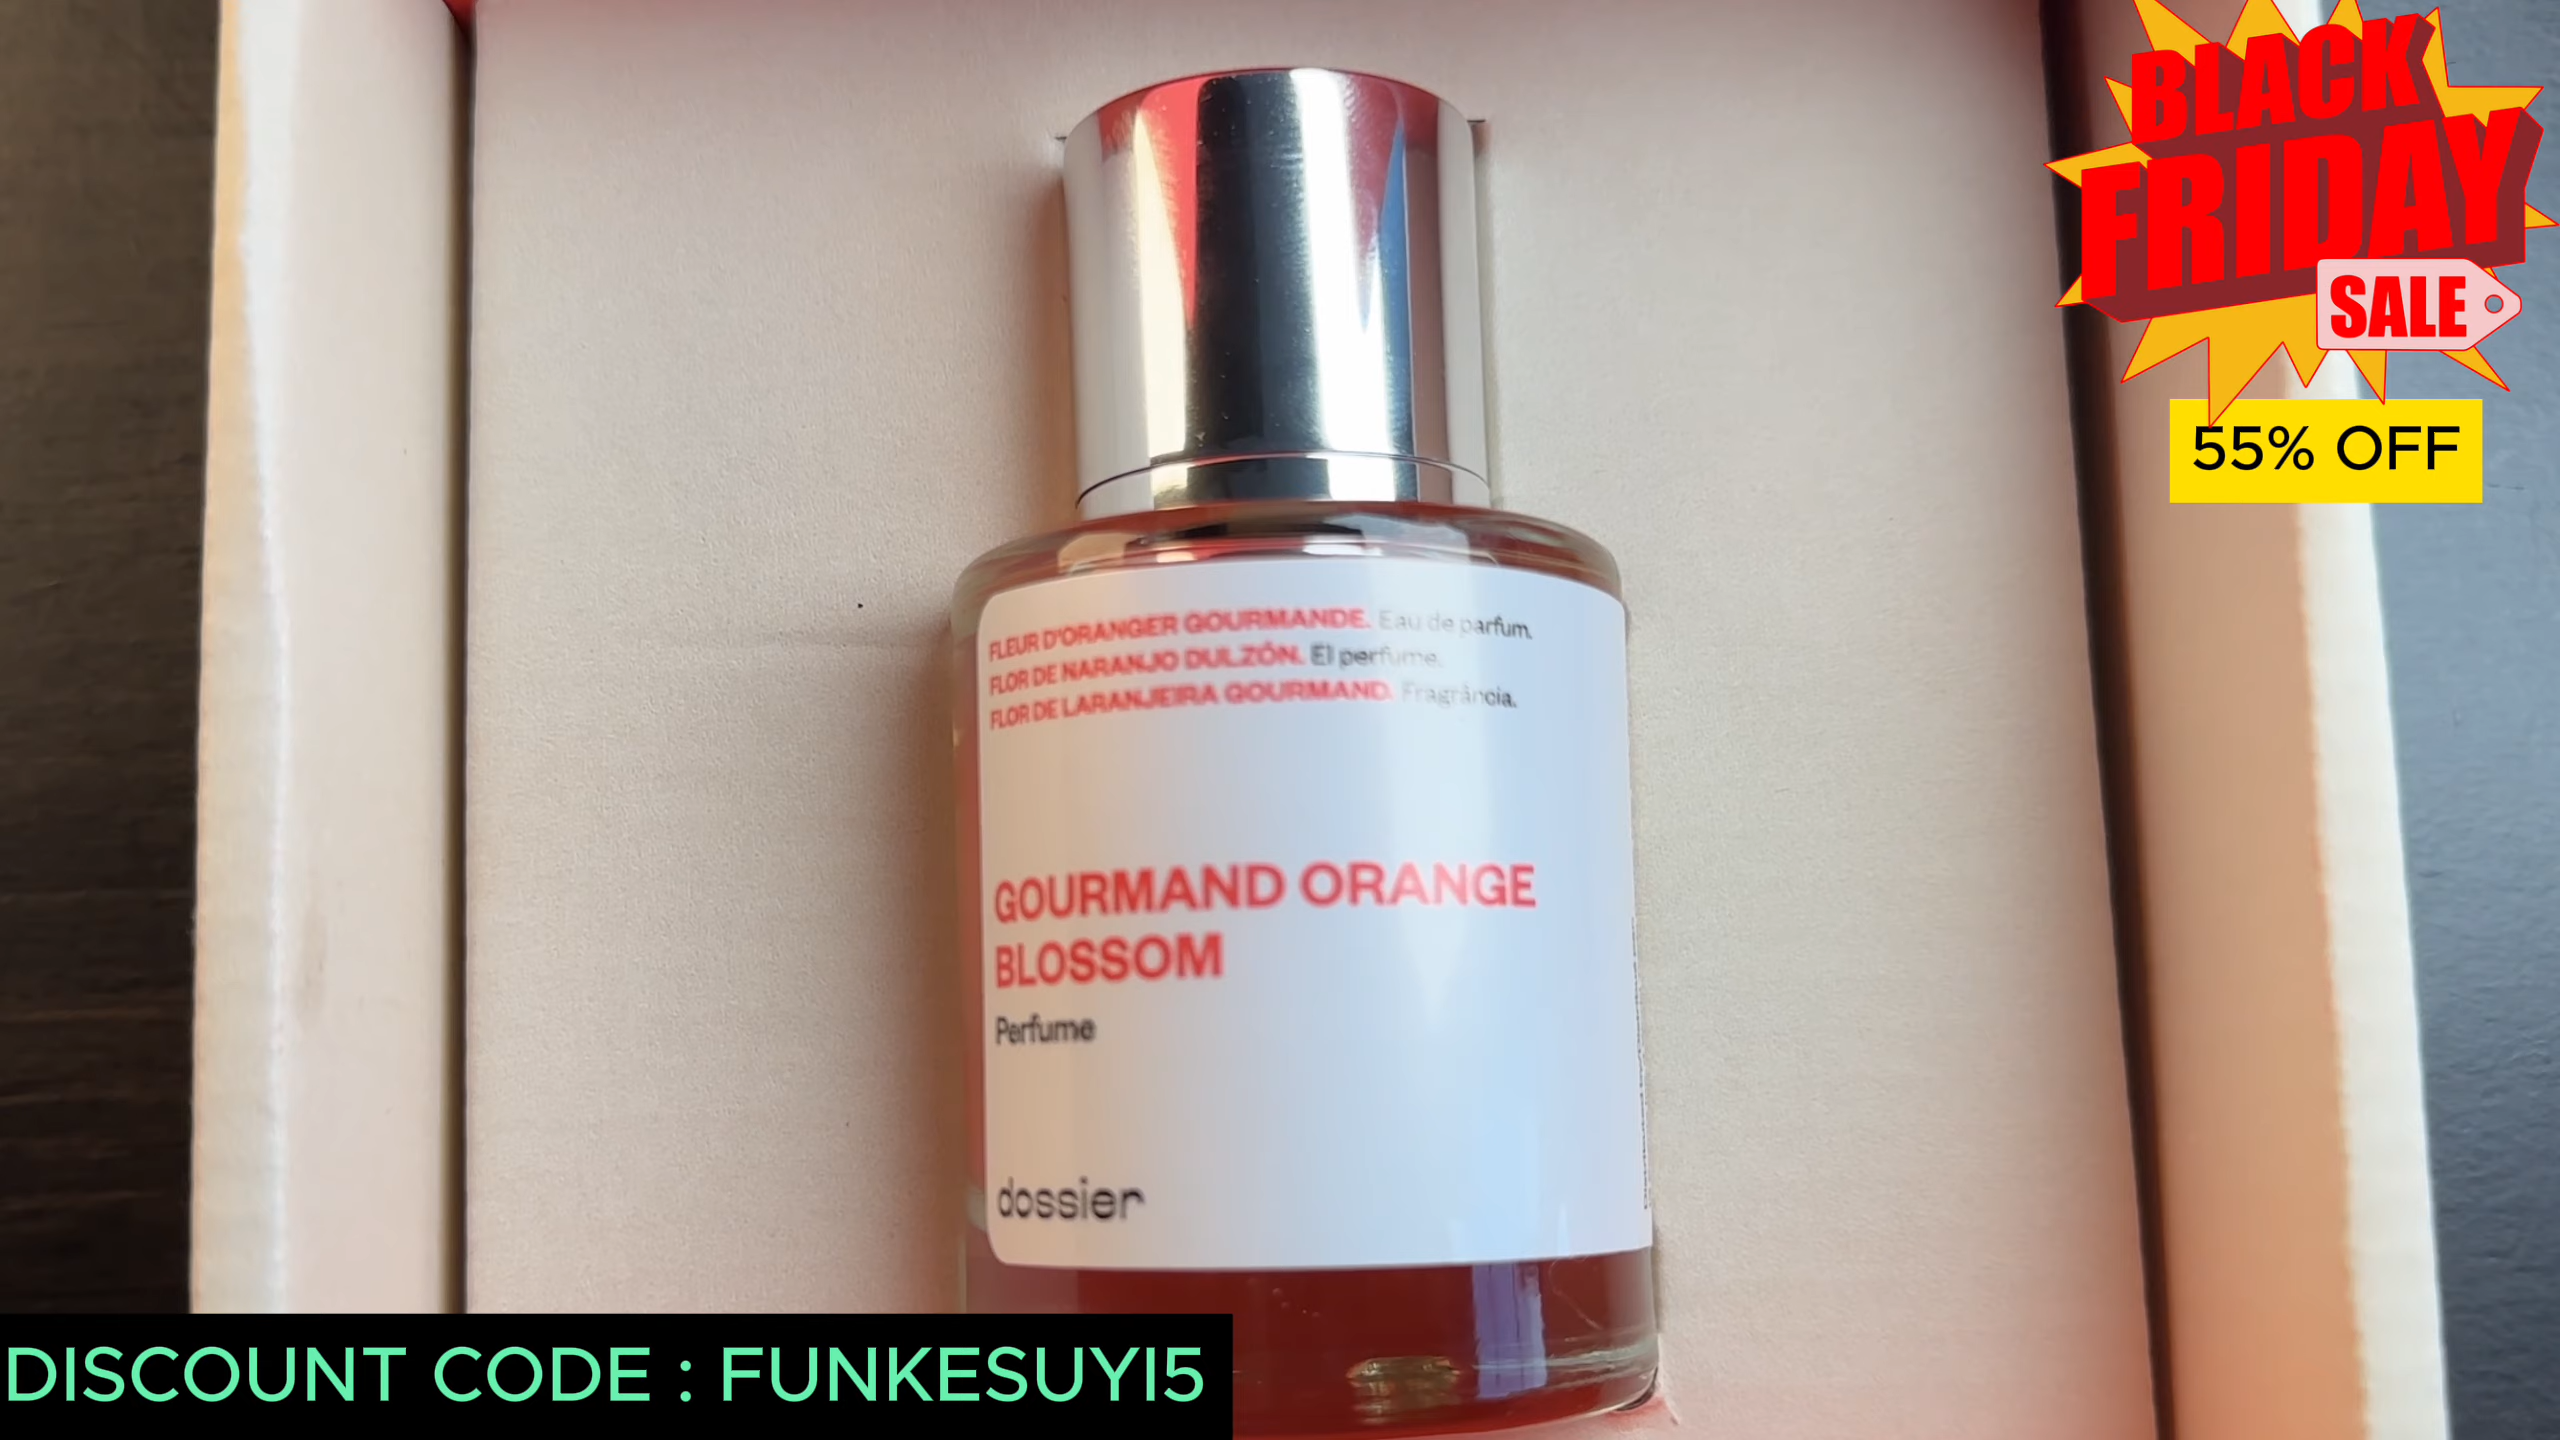 BLACK
FRIDAY
SALE
55% OFF
FLEUR D'ORANGER GOURMANDE. Eau de parfum.
FLOR DE NARANJO DULZÓN. El perfume.
FLOR DE LARANJEIRA GOURMAND. Fragrância.
GOURMAND ORANGE
BLOSSOM
Perfume
dossier
DISCOUNT CODE : FUNKESUYI5